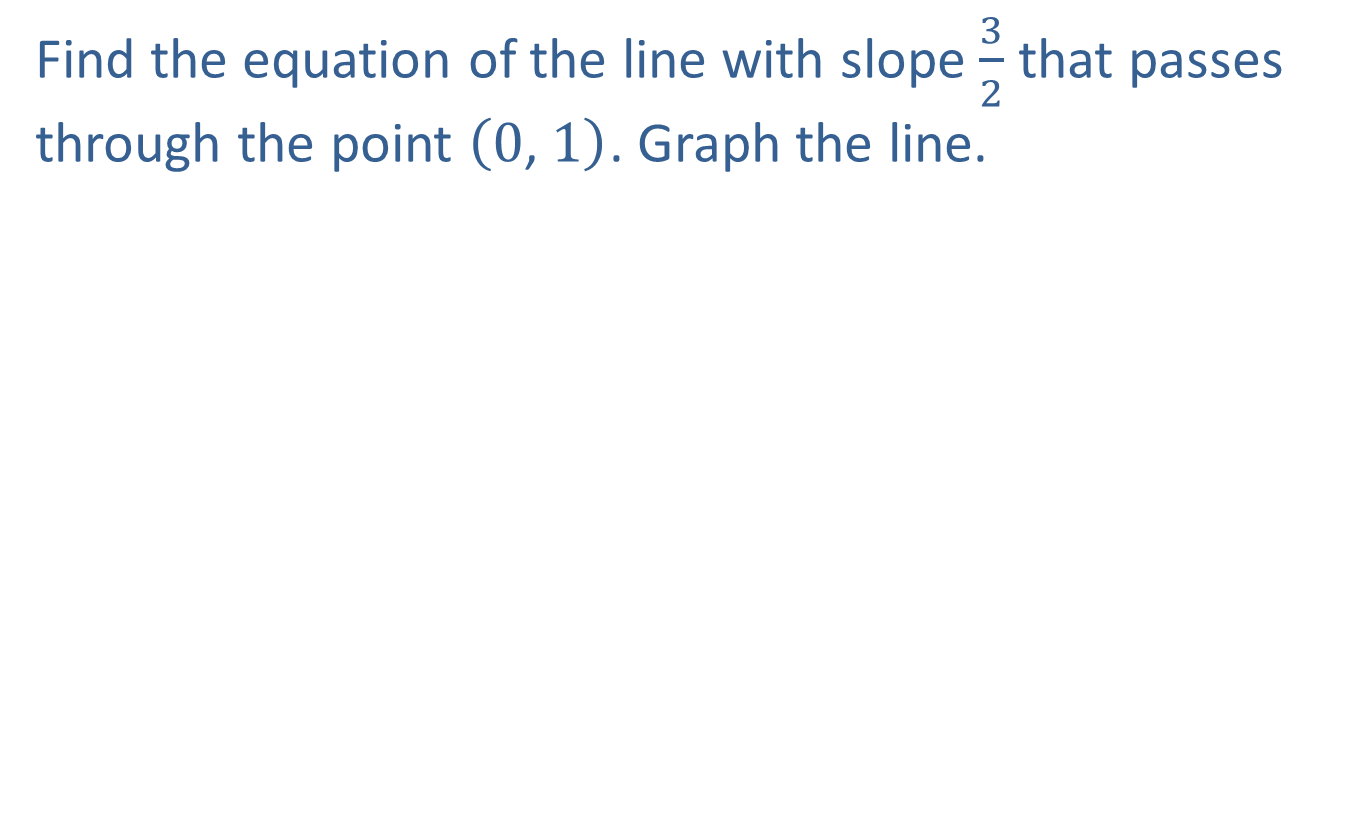 Find the equation of the line with slope 3/2 that passes
through the point (0, 1). Graph the line.